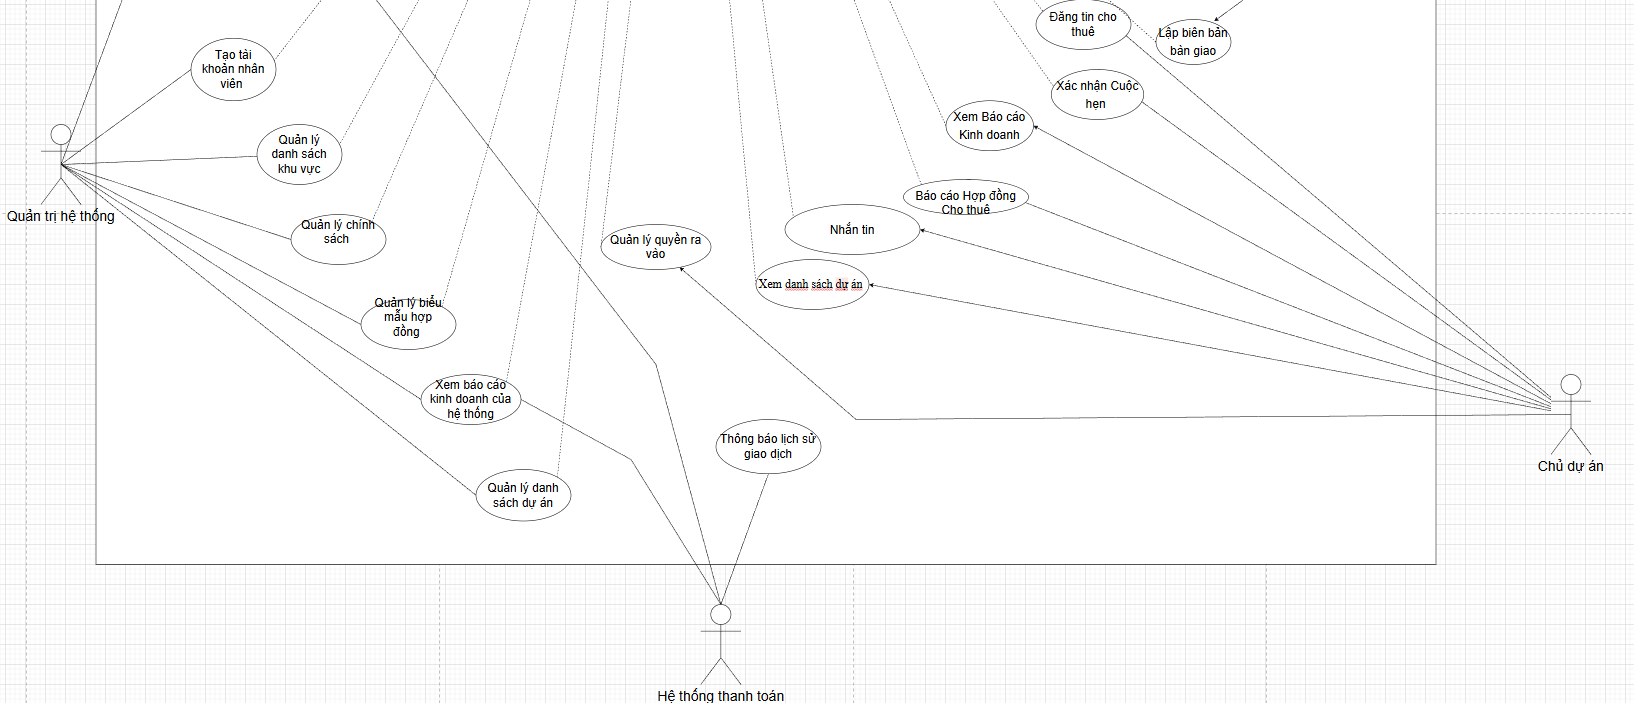 Đăng tin cho
thuê
Lập biên bản
bàn giao
Tạo tài
khoản nhân
viên
Xác nhận Cuộc
hẹn
Xem Báo cáo
Kinh doanh
Quản lý
danh sách
khu vực
Báo cáo Hợp đồng
Cho thuê
Quản trị hệ thống
Quản lý chính
sách
Nhắn tin
Quản lý quyền ra
vào
Xem danh sách dự án
Quản lý biểu
mẫu hợp
đồng
Xem báo cáo
kinh doanh của
hệ thống
Thông báo lịch sử
giao dịch
Chủ dự án
Quản lý danh
sách dự án
Hệ thống thanh toán